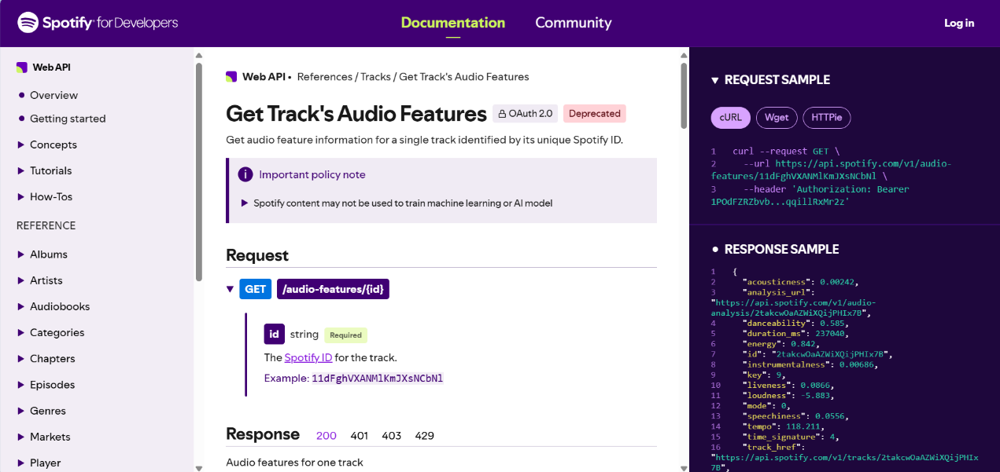 Spotify for Developers
Documentation
Community
Log in
Web API
Overview
Getting started
Concepts
Tutorials
How-Tos
REFERENCE
Albums
Artists
Audiobooks
Categories
Chapters
Episodes
Genres
Markets
Player
Web API • References / Tracks / Get Track's Audio Features
Get Track's Audio Features OAuth 2.0 Deprecated
Get audio feature information for a single track identified by its unique Spotify ID.
Important policy note
Spotify content may not be used to train machine learning or AI model
Request
GET /audio-features/{id}
id string Required
The Spotify ID for the track.
Example: 11dFghVXANMlKmJXsNCbNl
Response 200 401 403 429
Audio features for one track
REQUEST SAMPLE
cURL Wget HTTPie
1 curl --request GET \
2 --url https://api.spotify.com/v1/audio-
features/11dFghVXANMlKmJXsNCbNl \
3 --header 'Authorization: Bearer
1POdFZRZbvb...qqillRxMr2z'
RESPONSE SAMPLE
1 {
2 "acousticness": 0.00242,
3 "analysis_url":
"https://api.spotify.com/v1/audio-
analysis/2takcwOaAZWiXQijPHIx7B",
4 "danceability": 0.585,
5 "duration_ms": 237040,
6 "energy": 0.842,
7 "id": "2takcwOaAZWiXQijPHIx7B",
8 "instrumentalness": 0.00686,
9 "key": 9,
10 "liveness": 0.0866,
11 "loudness": -5.883,
12 "mode": 0,
13 "speechiness": 0.0556,
14 "tempo": 118.211,
15 "time_signature": 4,
16 "track_href":
"https://api.spotify.com/v1/tracks/2takcwOaAZWiXQijPHIx
7B",